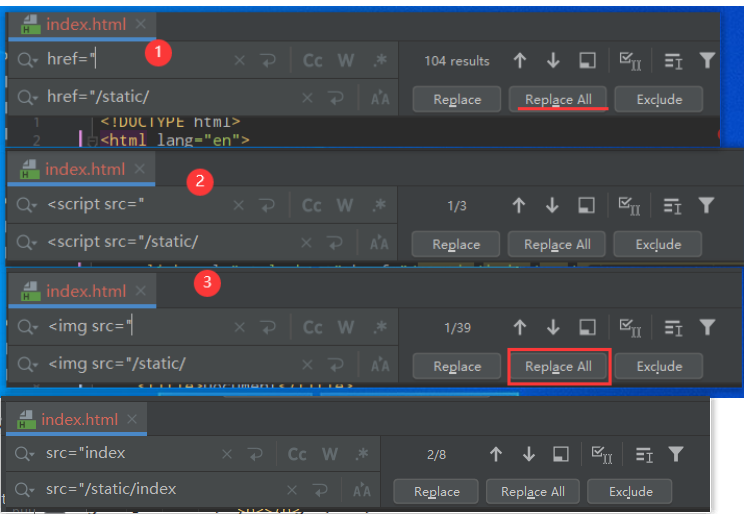 index.html
1
href="
Cc W .*
104 results
href="/static/
Replace Replace All Exclude
1 <!DOCTYPE html>
2 <html lang="en">
index.html
2
<script src="
Cc W .*
1/3
<script src="/static/
Replace Replace All Exclude
index.html
3
<img src="
Cc W .*
1/39
<img src="/static/
Replace Replace All Exclude
<title>Document</title>
index.html
src="index
Cc W .*
2/8
src="/static/index
Replace Replace All Exclude